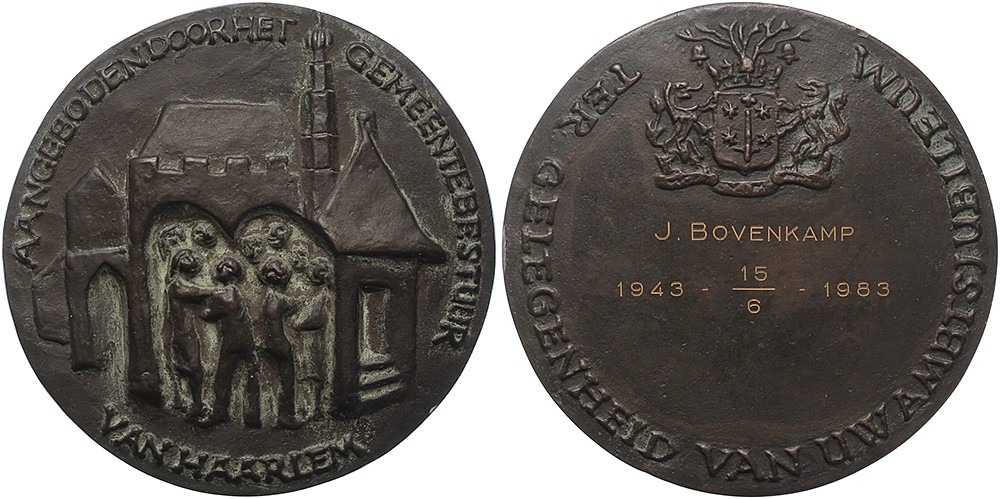 AANGEBODEN DOOR HET GEMEENTEBESTUUR
VAN HAARLEM
TER GELEGENHEID VAN UW AMBTSJUBILEUM
J. BOVENKAMP
1943 - 15/6 - 1983